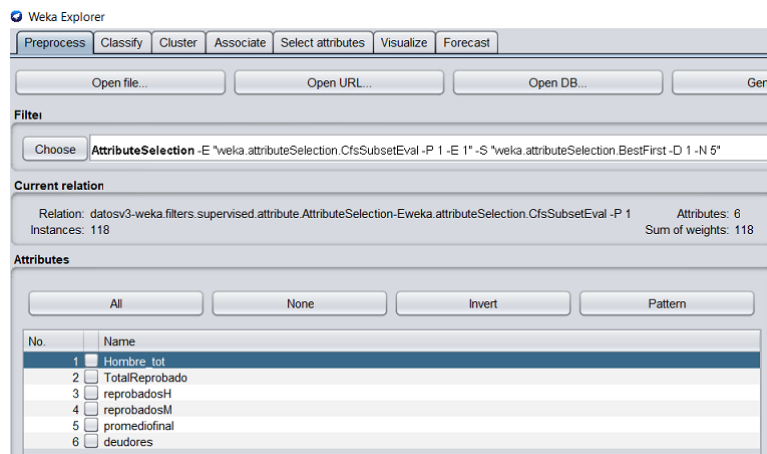 Weka Explorer
Preprocess Classify Cluster Associate Select attributes Visualize Forecast
Open file... Open URL... Open DB... Gen
Filter
Choose AttributeSelection -E "weka.attributeSelection.CfsSubsetEval -P 1 -E 1" -S "weka.attributeSelection.BestFirst -D 1 -N 5"
Current relation
Relation: datosv3-weka.filters.supervised.attribute.AttributeSelection-Eweka.attributeSelection.CfsSubsetEval -P 1 Attributes: 6
Instances: 118 Sum of weights: 118
Attributes
All None Invert Pattern
No. Name
1 Hombre_tot
2 TotalReprobado
3 reprobadosH
4 reprobadosM
5 promediofinal
6 deudores